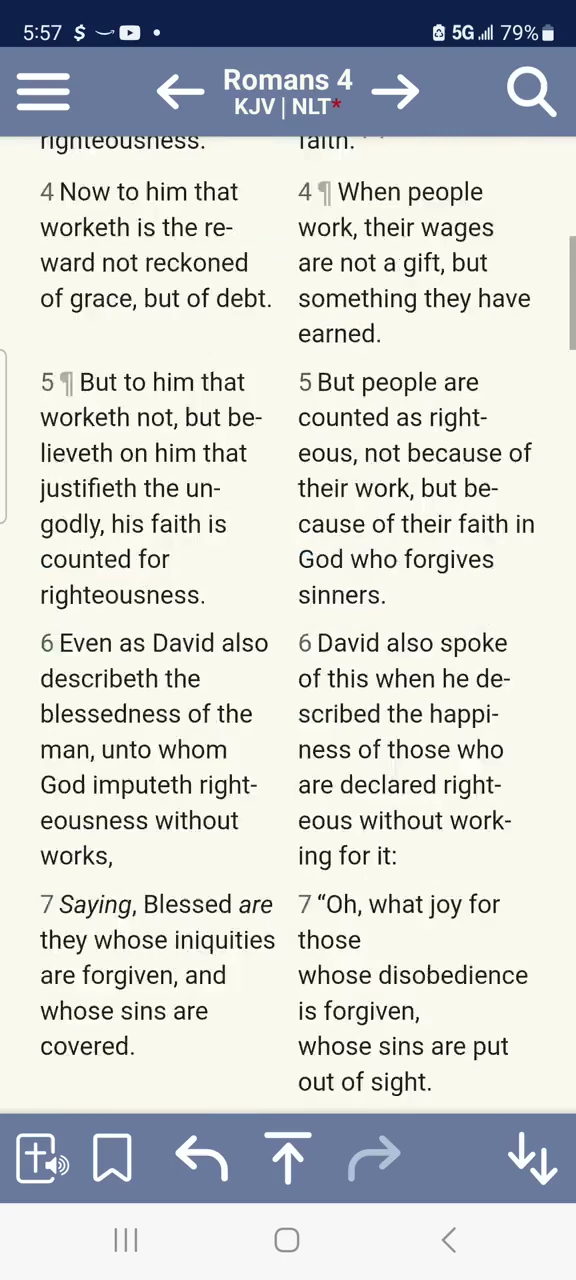 5:57 $
5G 79%
Romans 4
KJV | NLT*
righteousness.
4 Now to him that
worketh is the re-
ward not reckoned
of grace, but of debt.
5 ¶ But to him that
worketh not, but be-
lieveth on him that
justifieth the un-
godly, his faith is
counted for
righteousness.
6 Even as David also
describeth the
blessedness of the
man, unto whom
God imputeth right-
eousness without
works,
7 Saying, Blessed are
they whose iniquities
are forgiven, and
whose sins are
covered.
faith.
4 ¶ When people
work, their wages
are not a gift, but
something they have
earned.
5 But people are
counted as right-
eous, not because of
their work, but be-
cause of their faith in
God who forgives
sinners.
6 David also spoke
of this when he de-
scribed the happi-
ness of those who
are declared right-
eous without work-
ing for it:
7 “Oh, what joy for
those
whose disobedience
is forgiven,
whose sins are put
out of sight.